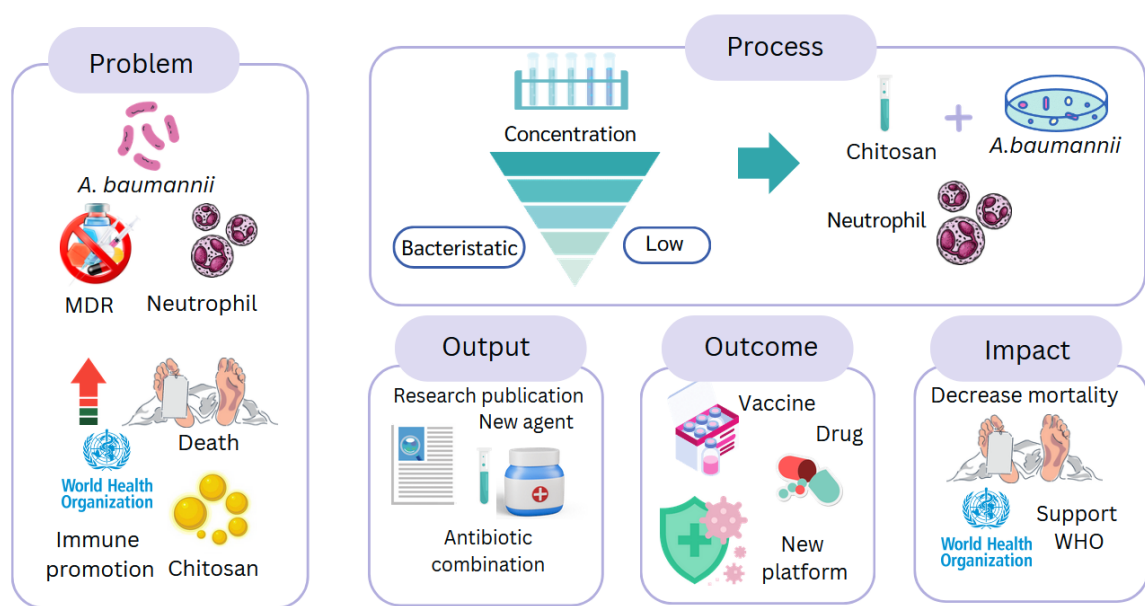 Problem
A. baumannii
MDR
Neutrophil
Death
World Health
Organization
Immune
promotion
Chitosan
Process
Concentration
Bacteristatic
Low
Chitosan
+
A.baumannii
Neutrophil
Output
Research publication
New agent
Antibiotic
combination
Outcome
Vaccine
Drug
New
platform
Impact
Decrease mortality
World Health
Organization
Support
WHO